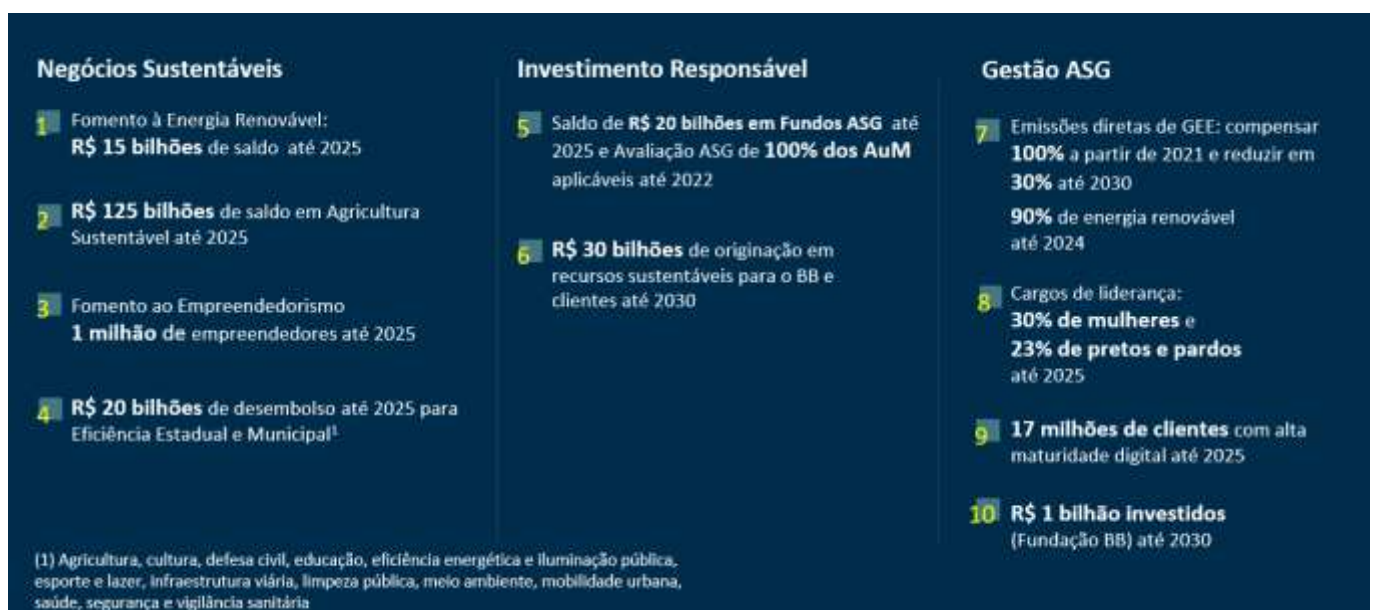 Negócios Sustentáveis
1 Fomento à Energia Renovável:
R$ 15 bilhões de saldo até 2025
2 R$ 125 bilhões de saldo em Agricultura
Sustentável até 2025
3 Fomento ao Empreendedorismo
1 milhão de empreendedores até 2025
4 R$ 20 bilhões de desembolso até 2025 para
Eficiência Estadual e Municipal¹
Investimento Responsável
5 Saldo de R$ 20 bilhões em Fundos ASG até
2025 e Avaliação ASG de 100% dos AuM
aplicáveis até 2022
6 R$ 30 bilhões de originação em
recursos sustentáveis para o BB e
clientes até 2030
Gestão ASG
7 Emissões diretas de GEE: compensar
100% a partir de 2021 e reduzir em
30% até 2030
90% de energia renovável
até 2024
8 Cargos de liderança:
30% de mulheres e
23% de pretos e pardos
até 2025
9 17 milhões de clientes com alta
maturidade digital até 2025
10 R$ 1 bilhão investidos
(Fundação BB) até 2030
(1) Agricultura, cultura, defesa civil, educação, eficiência energética e iluminação pública,
esporte e lazer, infraestrutura viária, limpeza pública, meio ambiente, mobilidade urbana,
saúde, segurança e vigilância sanitária